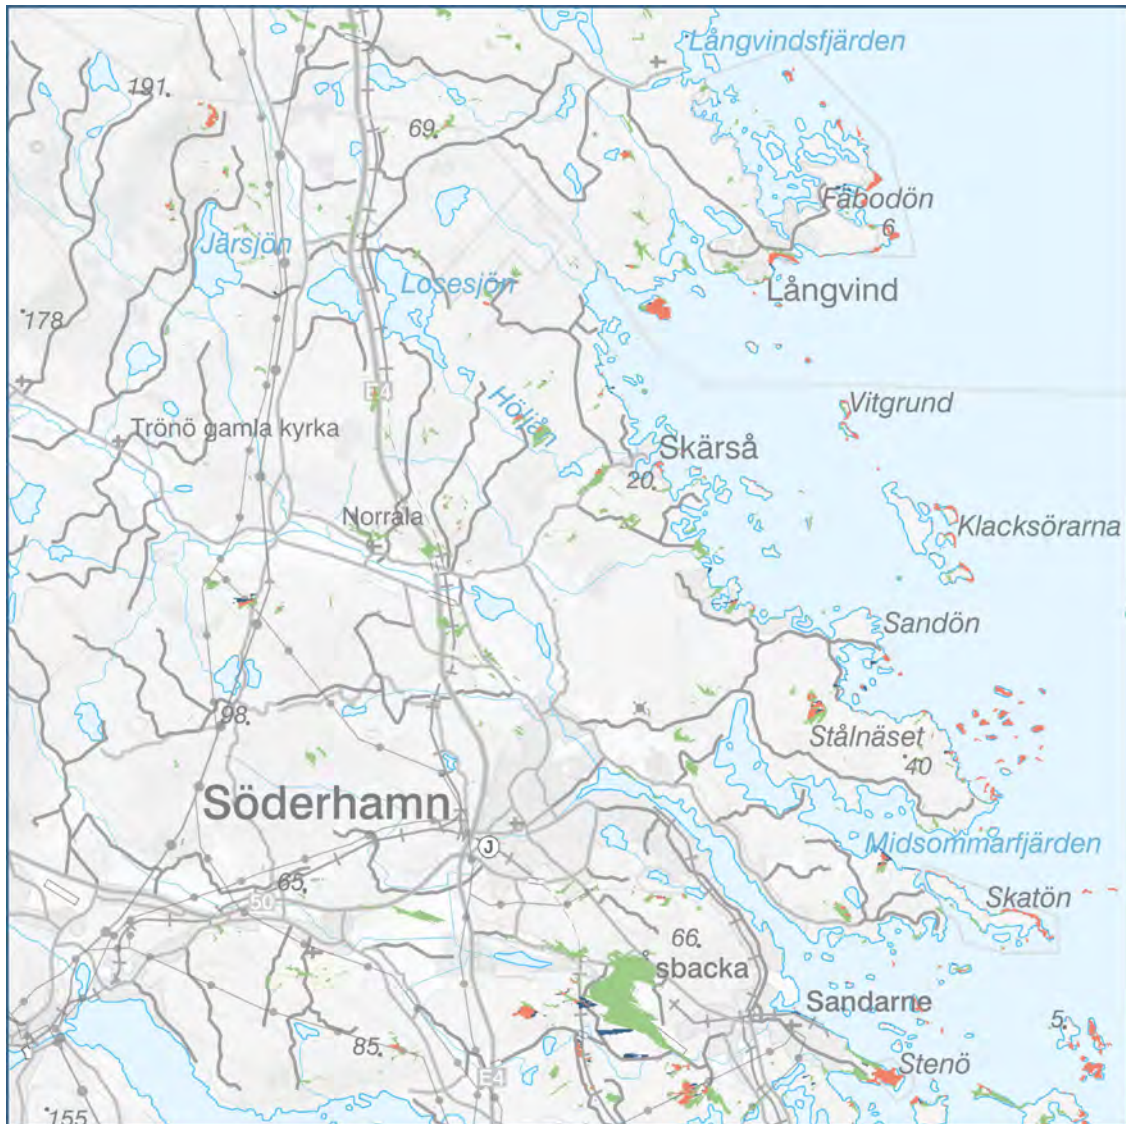 Långvindsfjärden
191
69
Fäbodön
6
Järsjön
Losesjön
Långvind
178
E4
Vitgrund
Höljån
Trönö gamla kyrka
Skärså
20
Norrala
Klacksörarna
Sandön
98
Stålnäset
40
Söderhamn
J
Midsommarfjärden
65
50
Skatön
66
sbacka
Sandarne
5
85
Stenö
E4
155